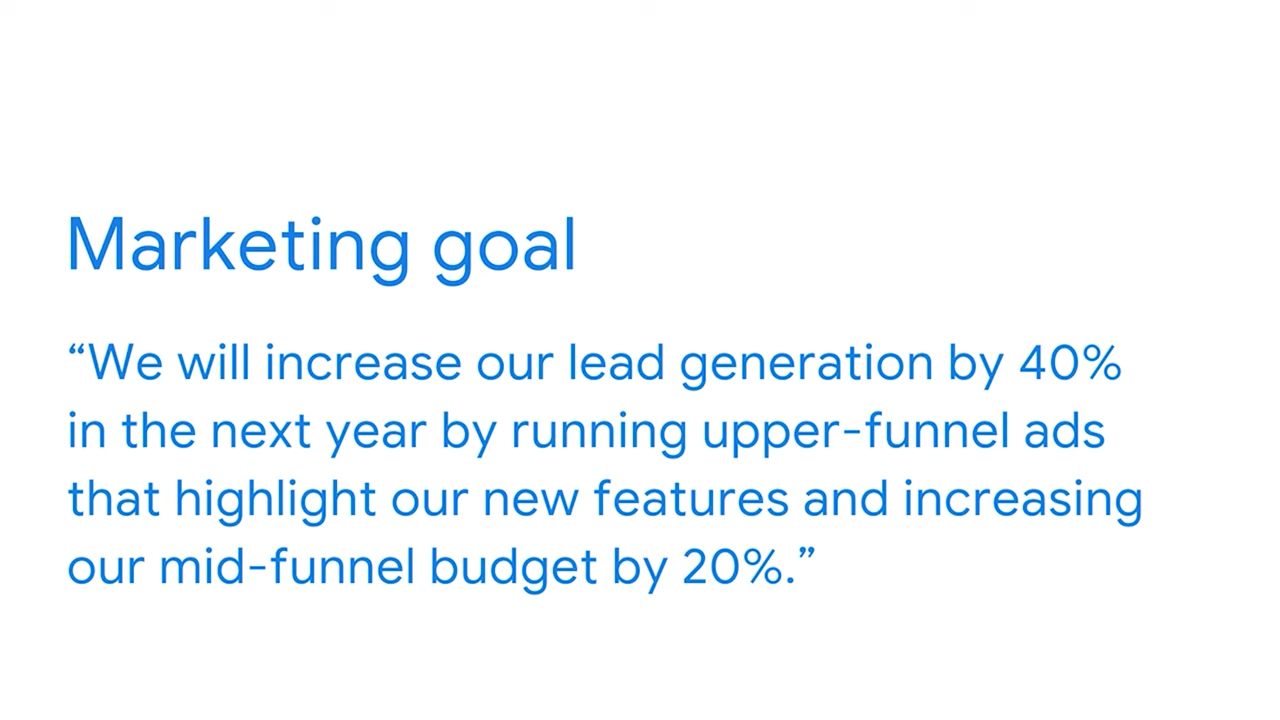 Marketing goal
“We will increase our lead generation by 40%
in the next year by running upper-funnel ads
that highlight our new features and increasing
our mid-funnel budget by 20%.”